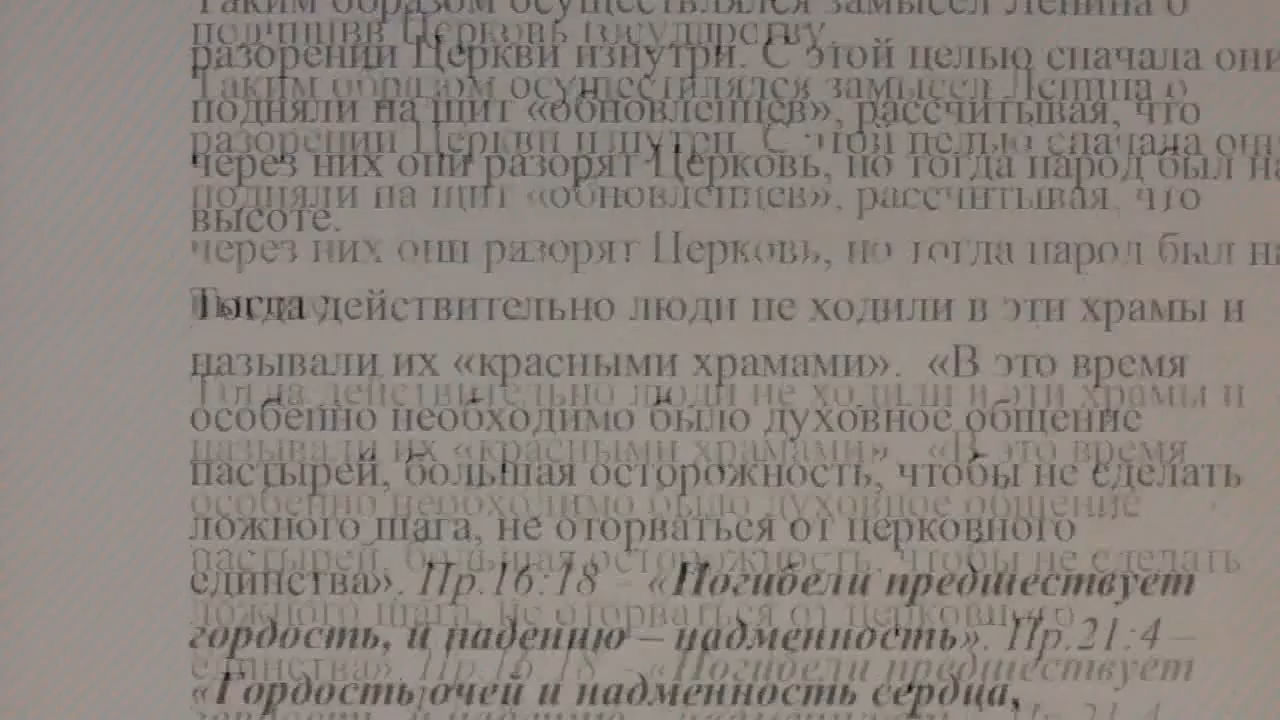 Таким образом осуществлялся замысел Ленина о
разорении Церкви изнутри. С этой целью сначала они
подняли на щит «обновленцев», рассчитывая, что
через них они разорят Церковь, но тогда народ был на
высоте.
Тогда действительно люди не ходили в эти храмы и
называли их «красными храмами». «В это время
особенно необходимо было духовное общение
пастырей, большая осторожность, чтобы не сделать
ложного шага, не оторваться от церковного
единства». Пр.16:18 - «Погибели предшествует
гордость, и падению – надменность». Пр.21:4 –
«Гордость очей и надменность сердца,